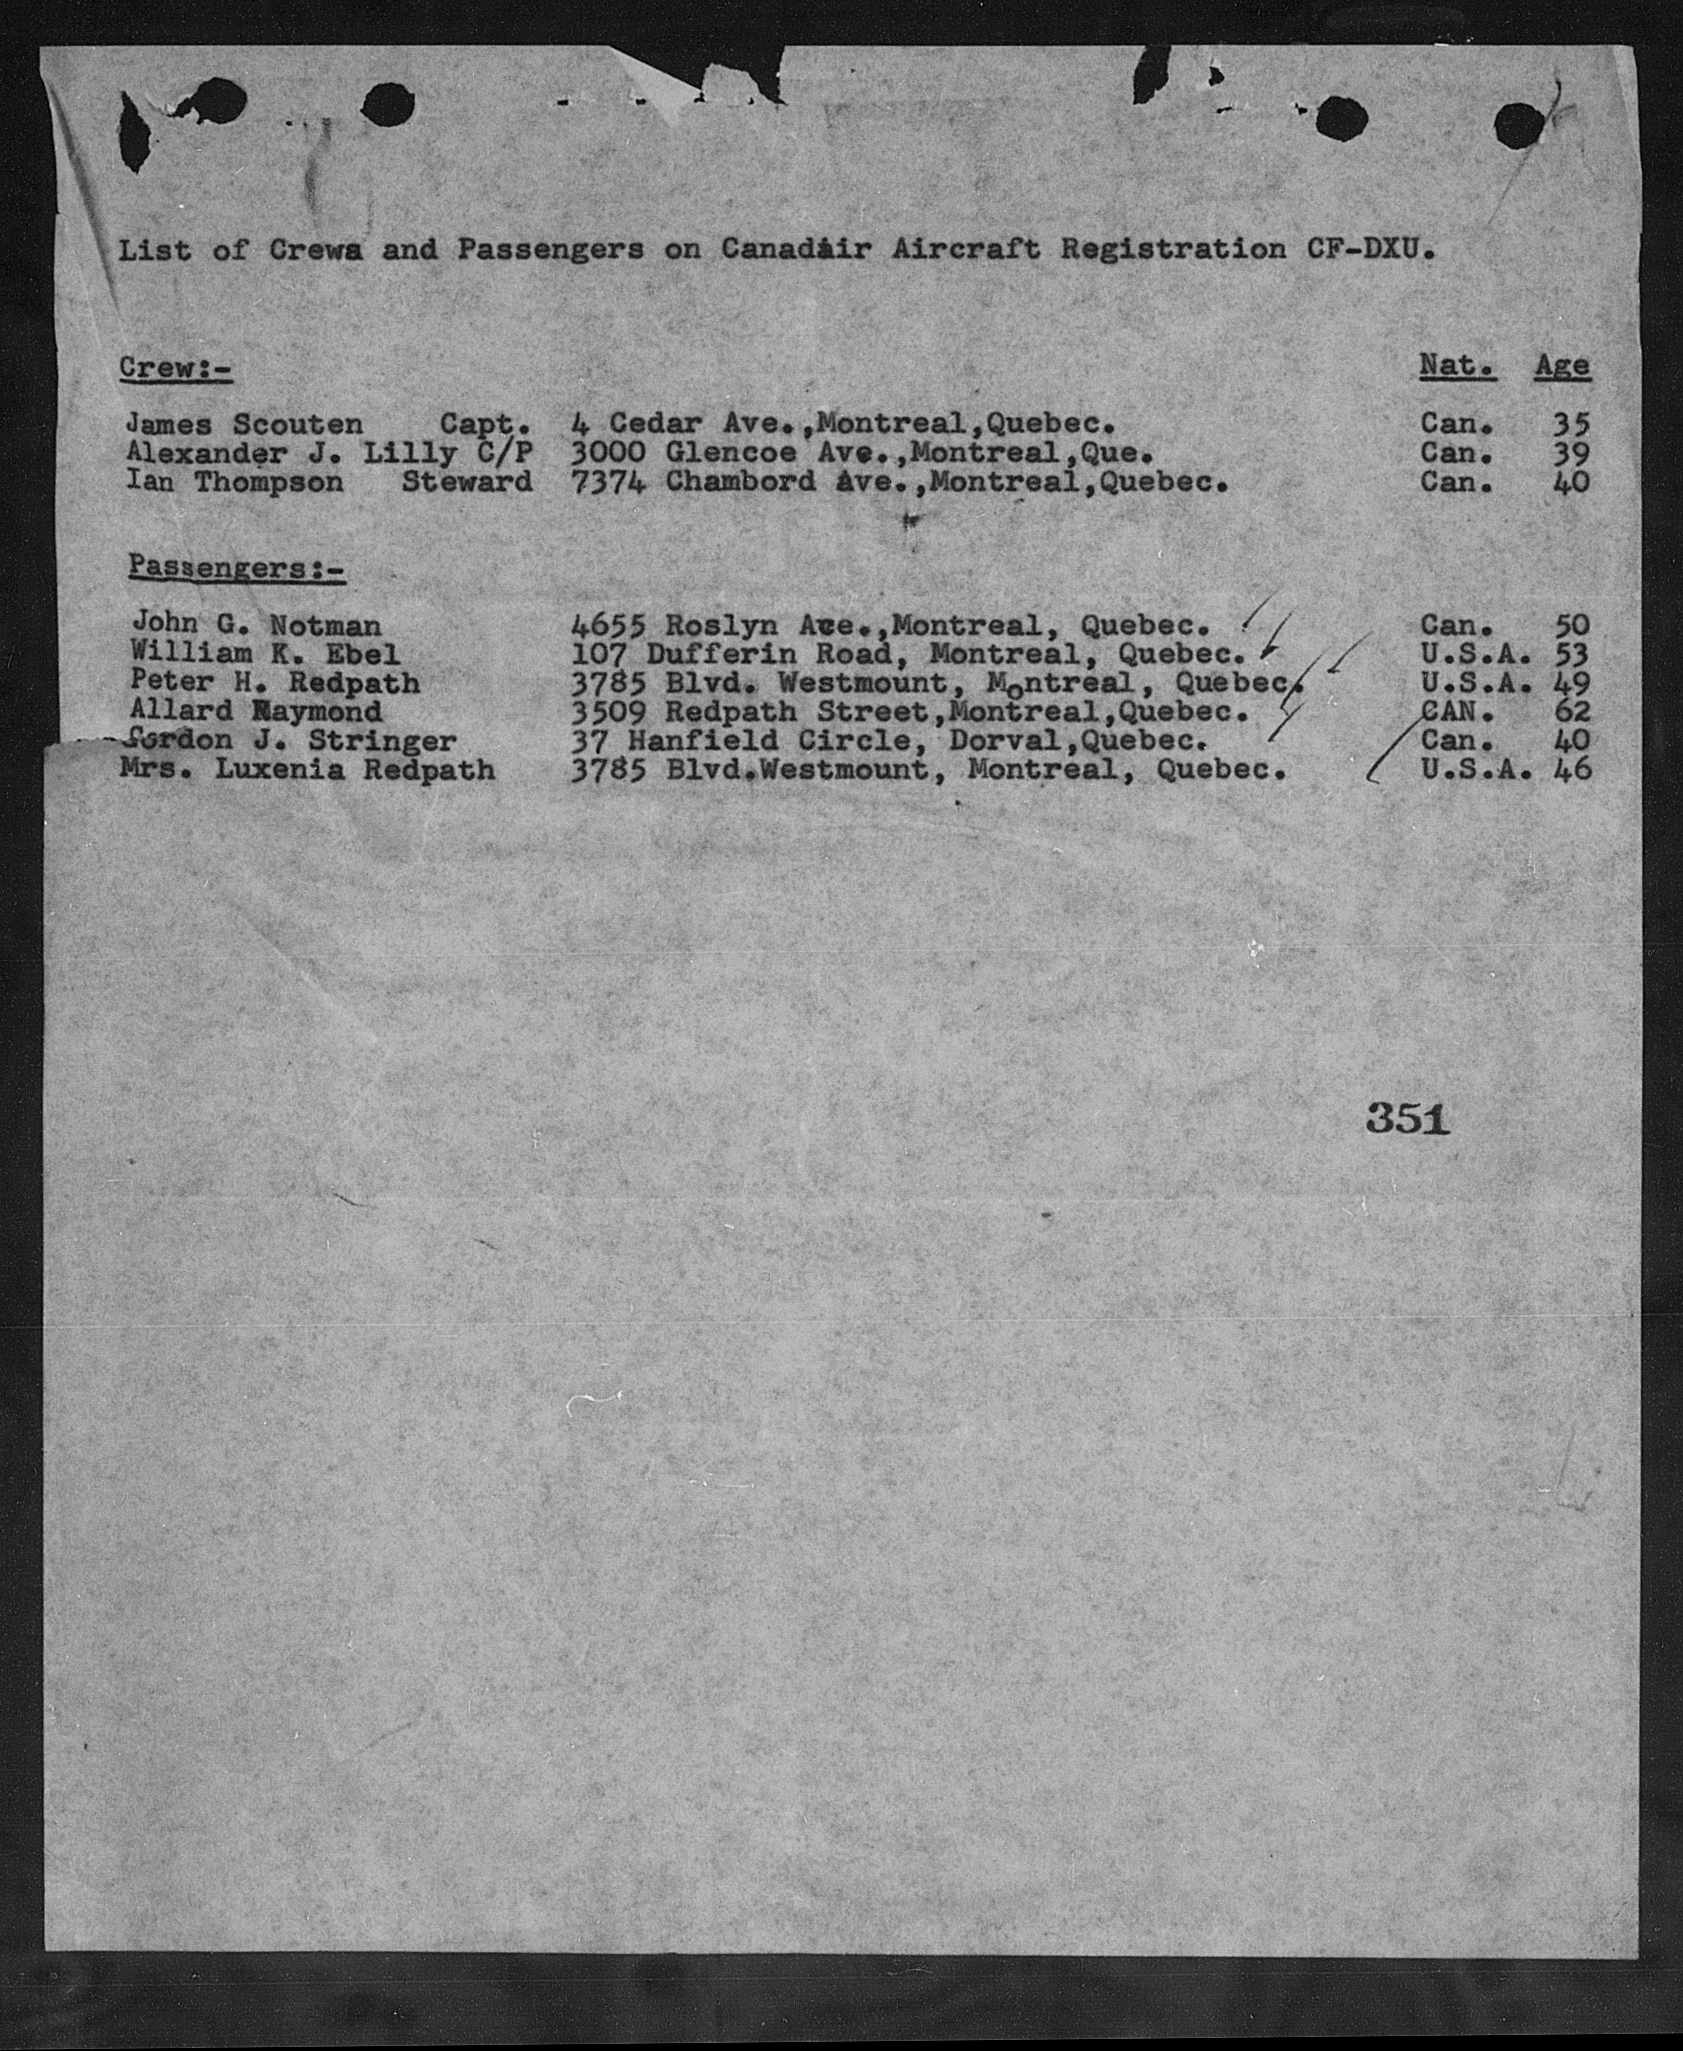 List of Crews and Passengers on Canadair Aircraft Registration CF-DXU.
Crew:- Nat. Age
James Scouten Capt. 4 Cedar Ave.,Montreal,Quebec. Can. 35
Alexander J. Lilly C/P 3000 Glencoe Ave.,Montreal,Que. Can. 39
Ian Thompson Steward 7374 Chambord Ave.,Montreal,Quebec. Can. 40
Passengers:-
John G. Notman 4655 Roslyn Ave.,Montreal, Quebec. Can. 50
William K. Ebel 107 Dufferin Road, Montreal, Quebec. U.S.A. 53
Peter H. Redpath 3785 Blvd. Westmount, Montreal, Quebec. U.S.A. 49
Allard Raymond 3509 Redpath Street,Montreal,Quebec. CAN. 62
Gordon J. Stringer 37 Hanfield Circle, Dorval,Quebec. Can. 40
Mrs. Luxenia Redpath 3785 Blvd.Westmount, Montreal, Quebec. U.S.A. 46
351